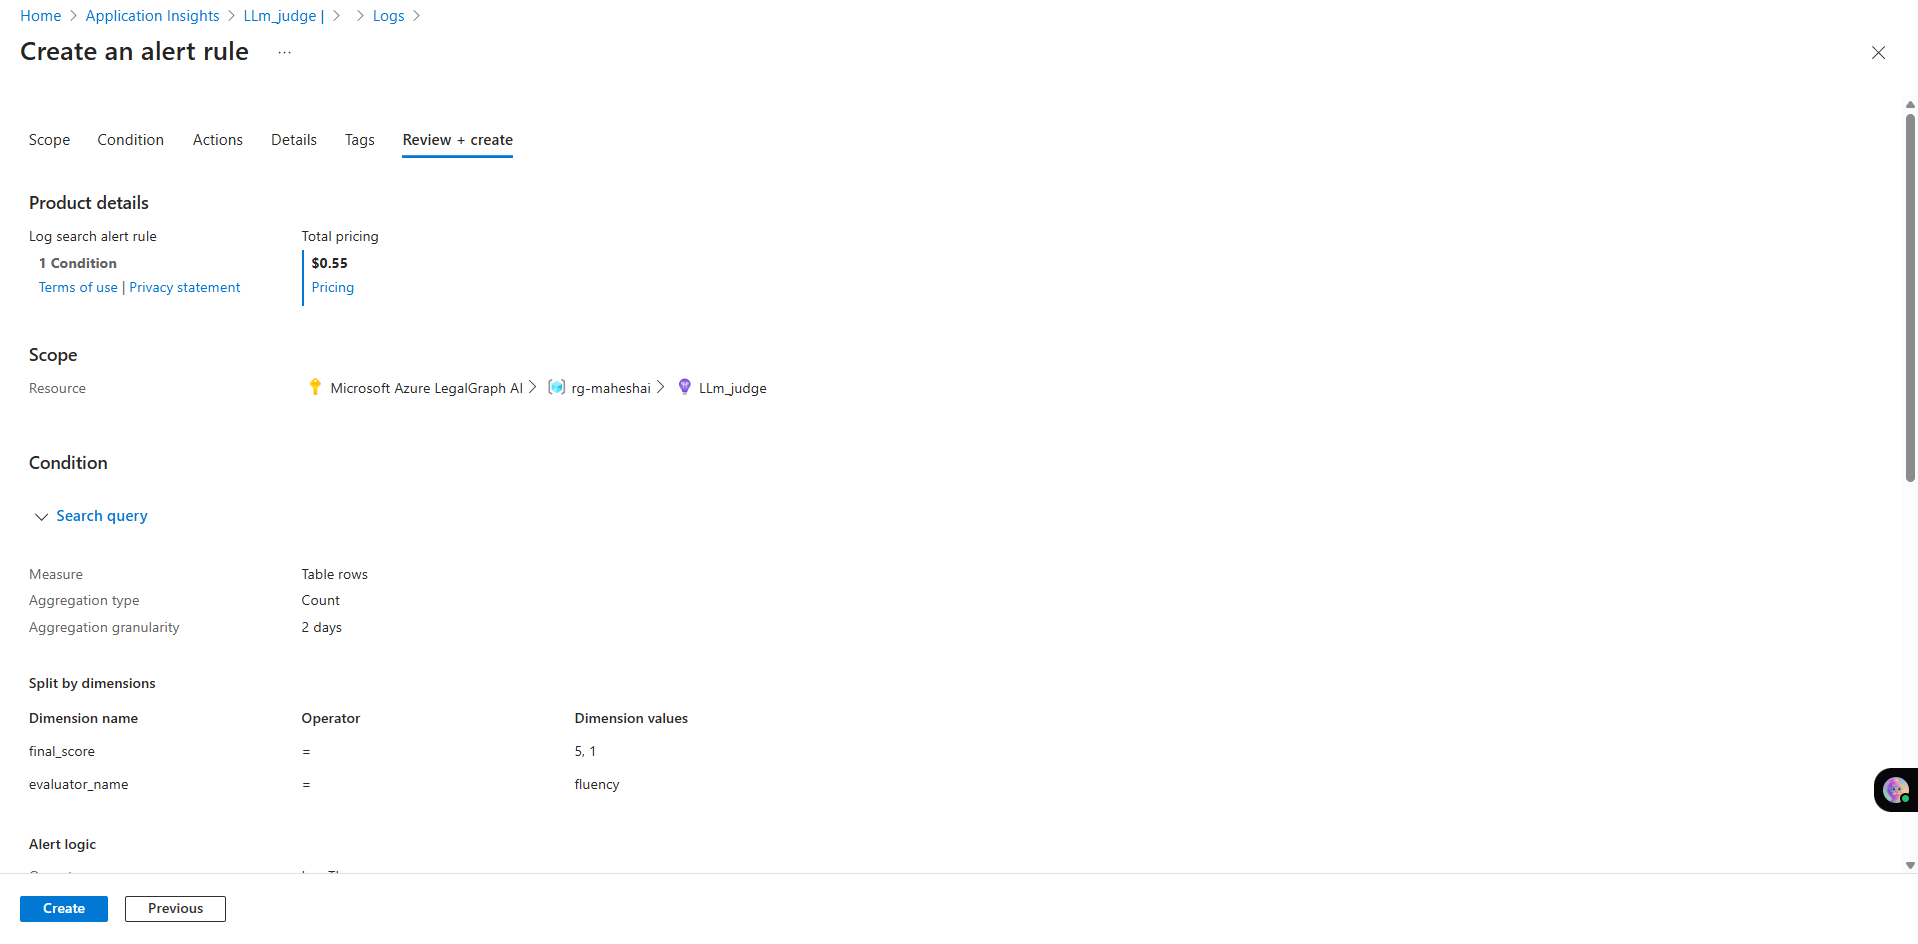 Home > Application Insights > LLm_judge | > > Logs >
Create an alert rule ...
Scope Condition Actions Details Tags Review + create
Product details
Log search alert rule Total pricing
1 Condition $0.55
Terms of use | Privacy statement Pricing
Scope
Resource Microsoft Azure LegalGraph AI > rg-maheshai > LLm_judge
Condition
Search query
Measure Table rows
Aggregation type Count
Aggregation granularity 2 days
Split by dimensions
Dimension name Operator Dimension values
final_score = 5, 1
evaluator_name = fluency
Alert logic
Create Previous